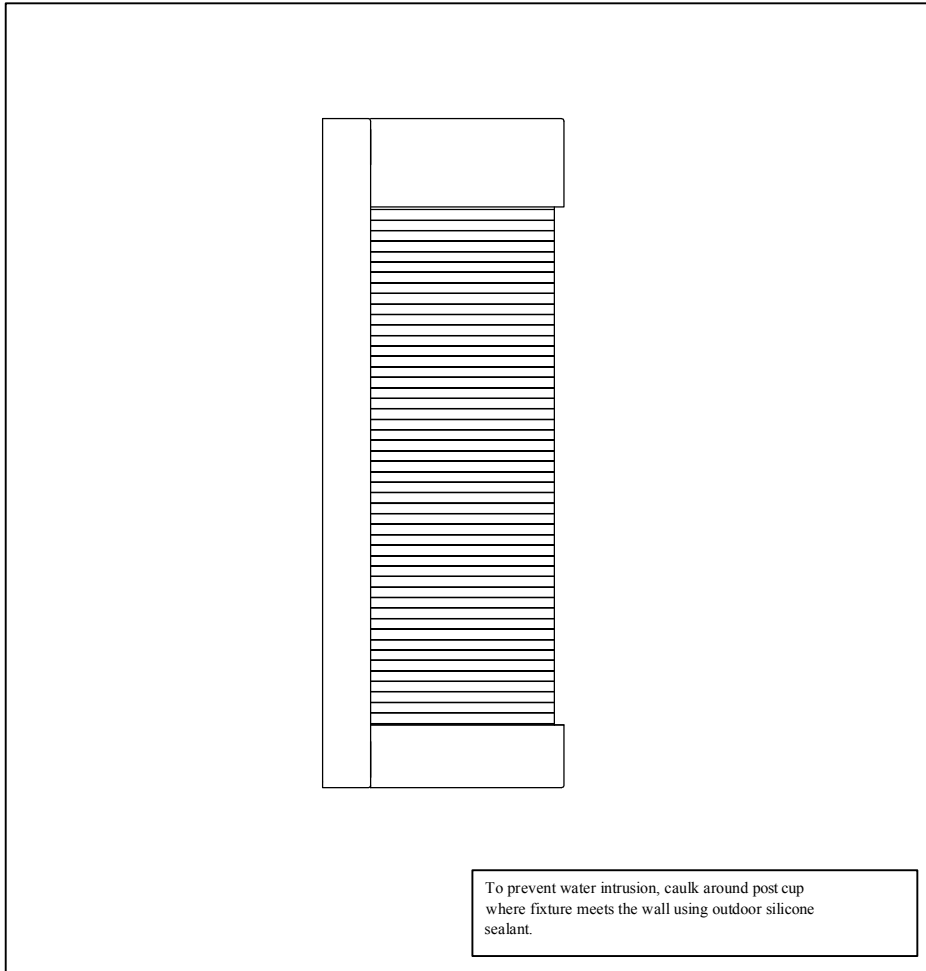 To prevent water intrusion, caulk around post cup
where fixture meets the wall using outdoor silicone
sealant.